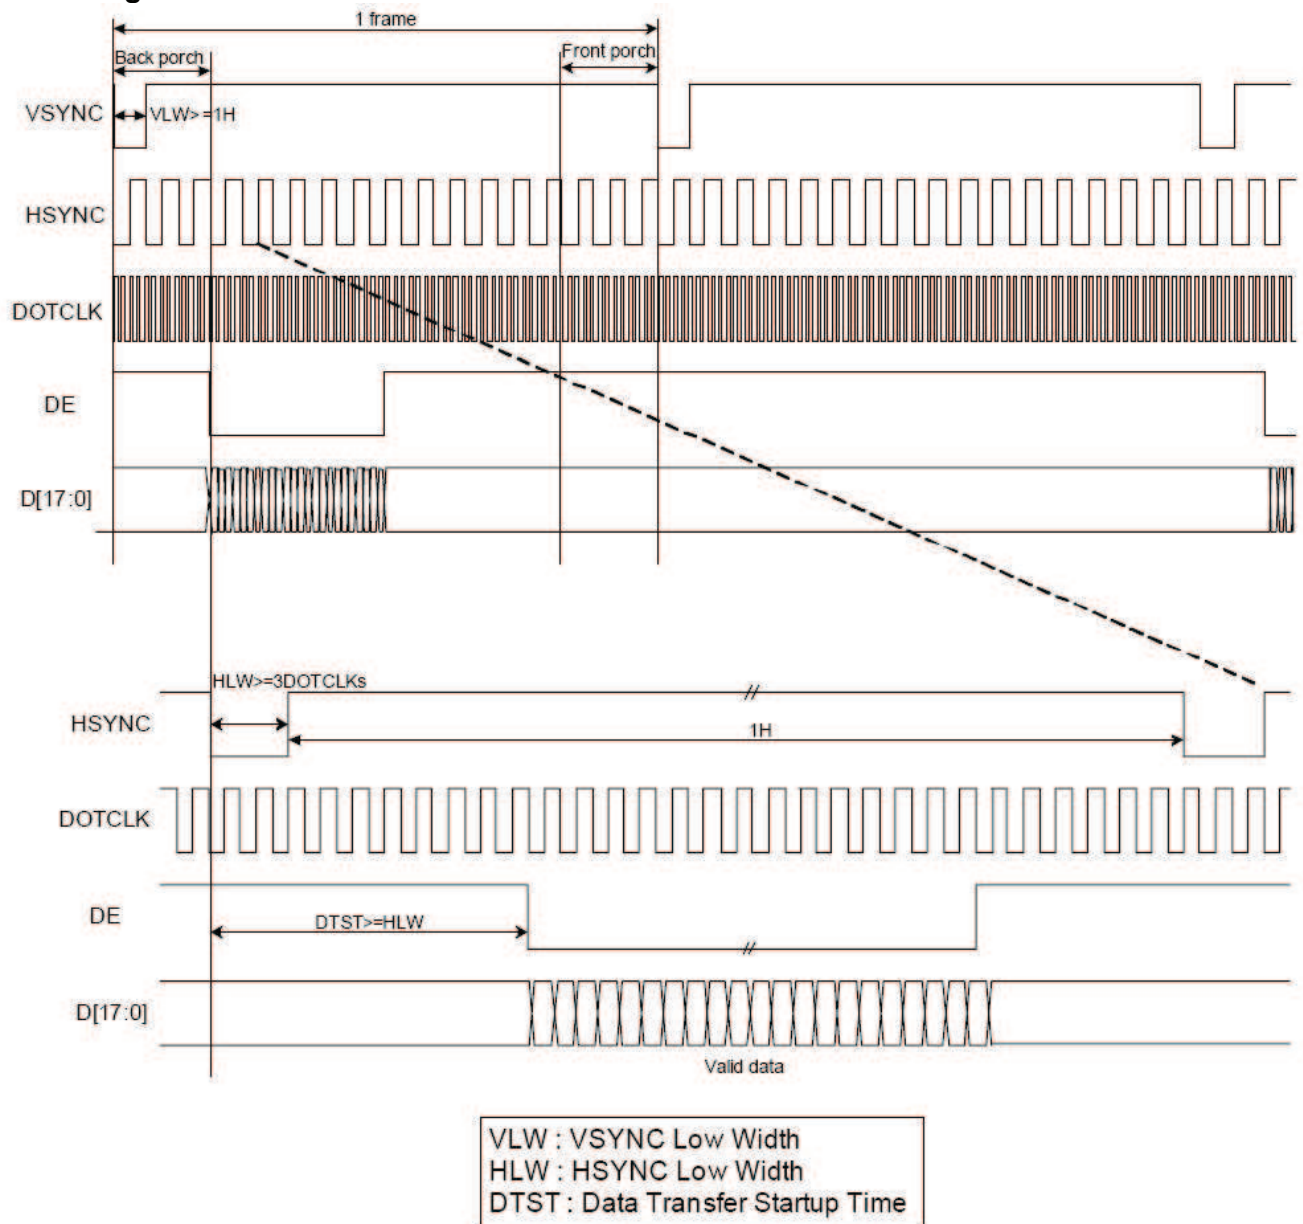 1 frame
Back porch
Front porch
VSYNC
VLW>=1H
HSYNC
DOTCLK
DE
D[17:0]
HLW>=3DOTCLKs
HSYNC
1H
DOTCLK
DE
DTST>=HLW
D[17:0]
Valid data
VLW : VSYNC Low Width
HLW : HSYNC Low Width
DTST : Data Transfer Startup Time